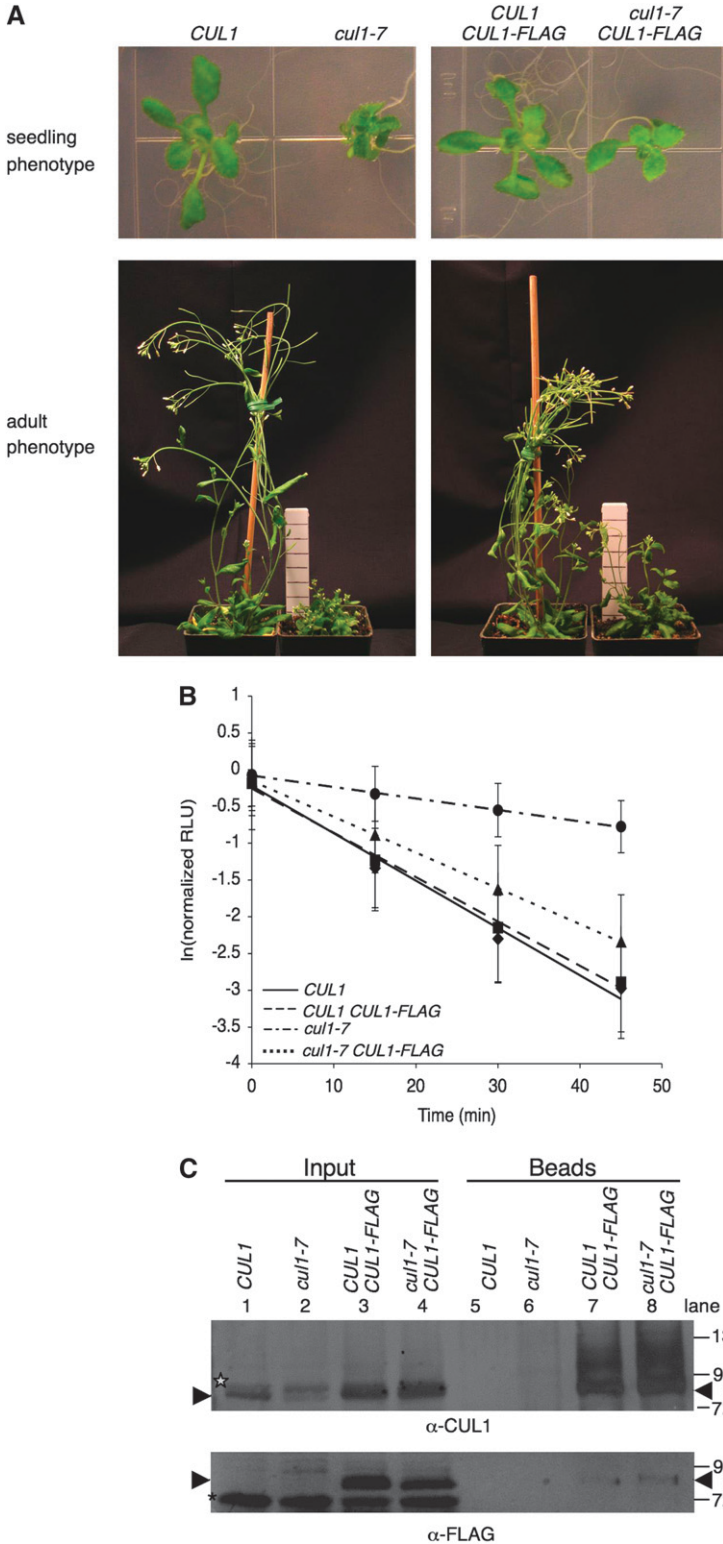 A
CUL1
cul1-7
CUL1
CUL1-FLAG
cul1-7
CUL1-FLAG
seedling
phenotype
adult
phenotype
B
1
0.5
0
-0.5
-1
-1.5
-2
-2.5
-3
-3.5
-4
ln(normalized RLU)
CUL1
CUL1 CUL1-FLAG
cul1-7
cul1-7 CUL1-FLAG
0 10 20 30 40 50
Time (min)
C
Input
Beads
CUL1
cul1-7
CUL1
CUL1-FLAG
cul1-7
CUL1-FLAG
CUL1
cul1-7
CUL1
CUL1-FLAG
cul1-7
CUL1-FLAG
1 2 3 4 5 6 7 8 lane
α-CUL1
*
α-FLAG